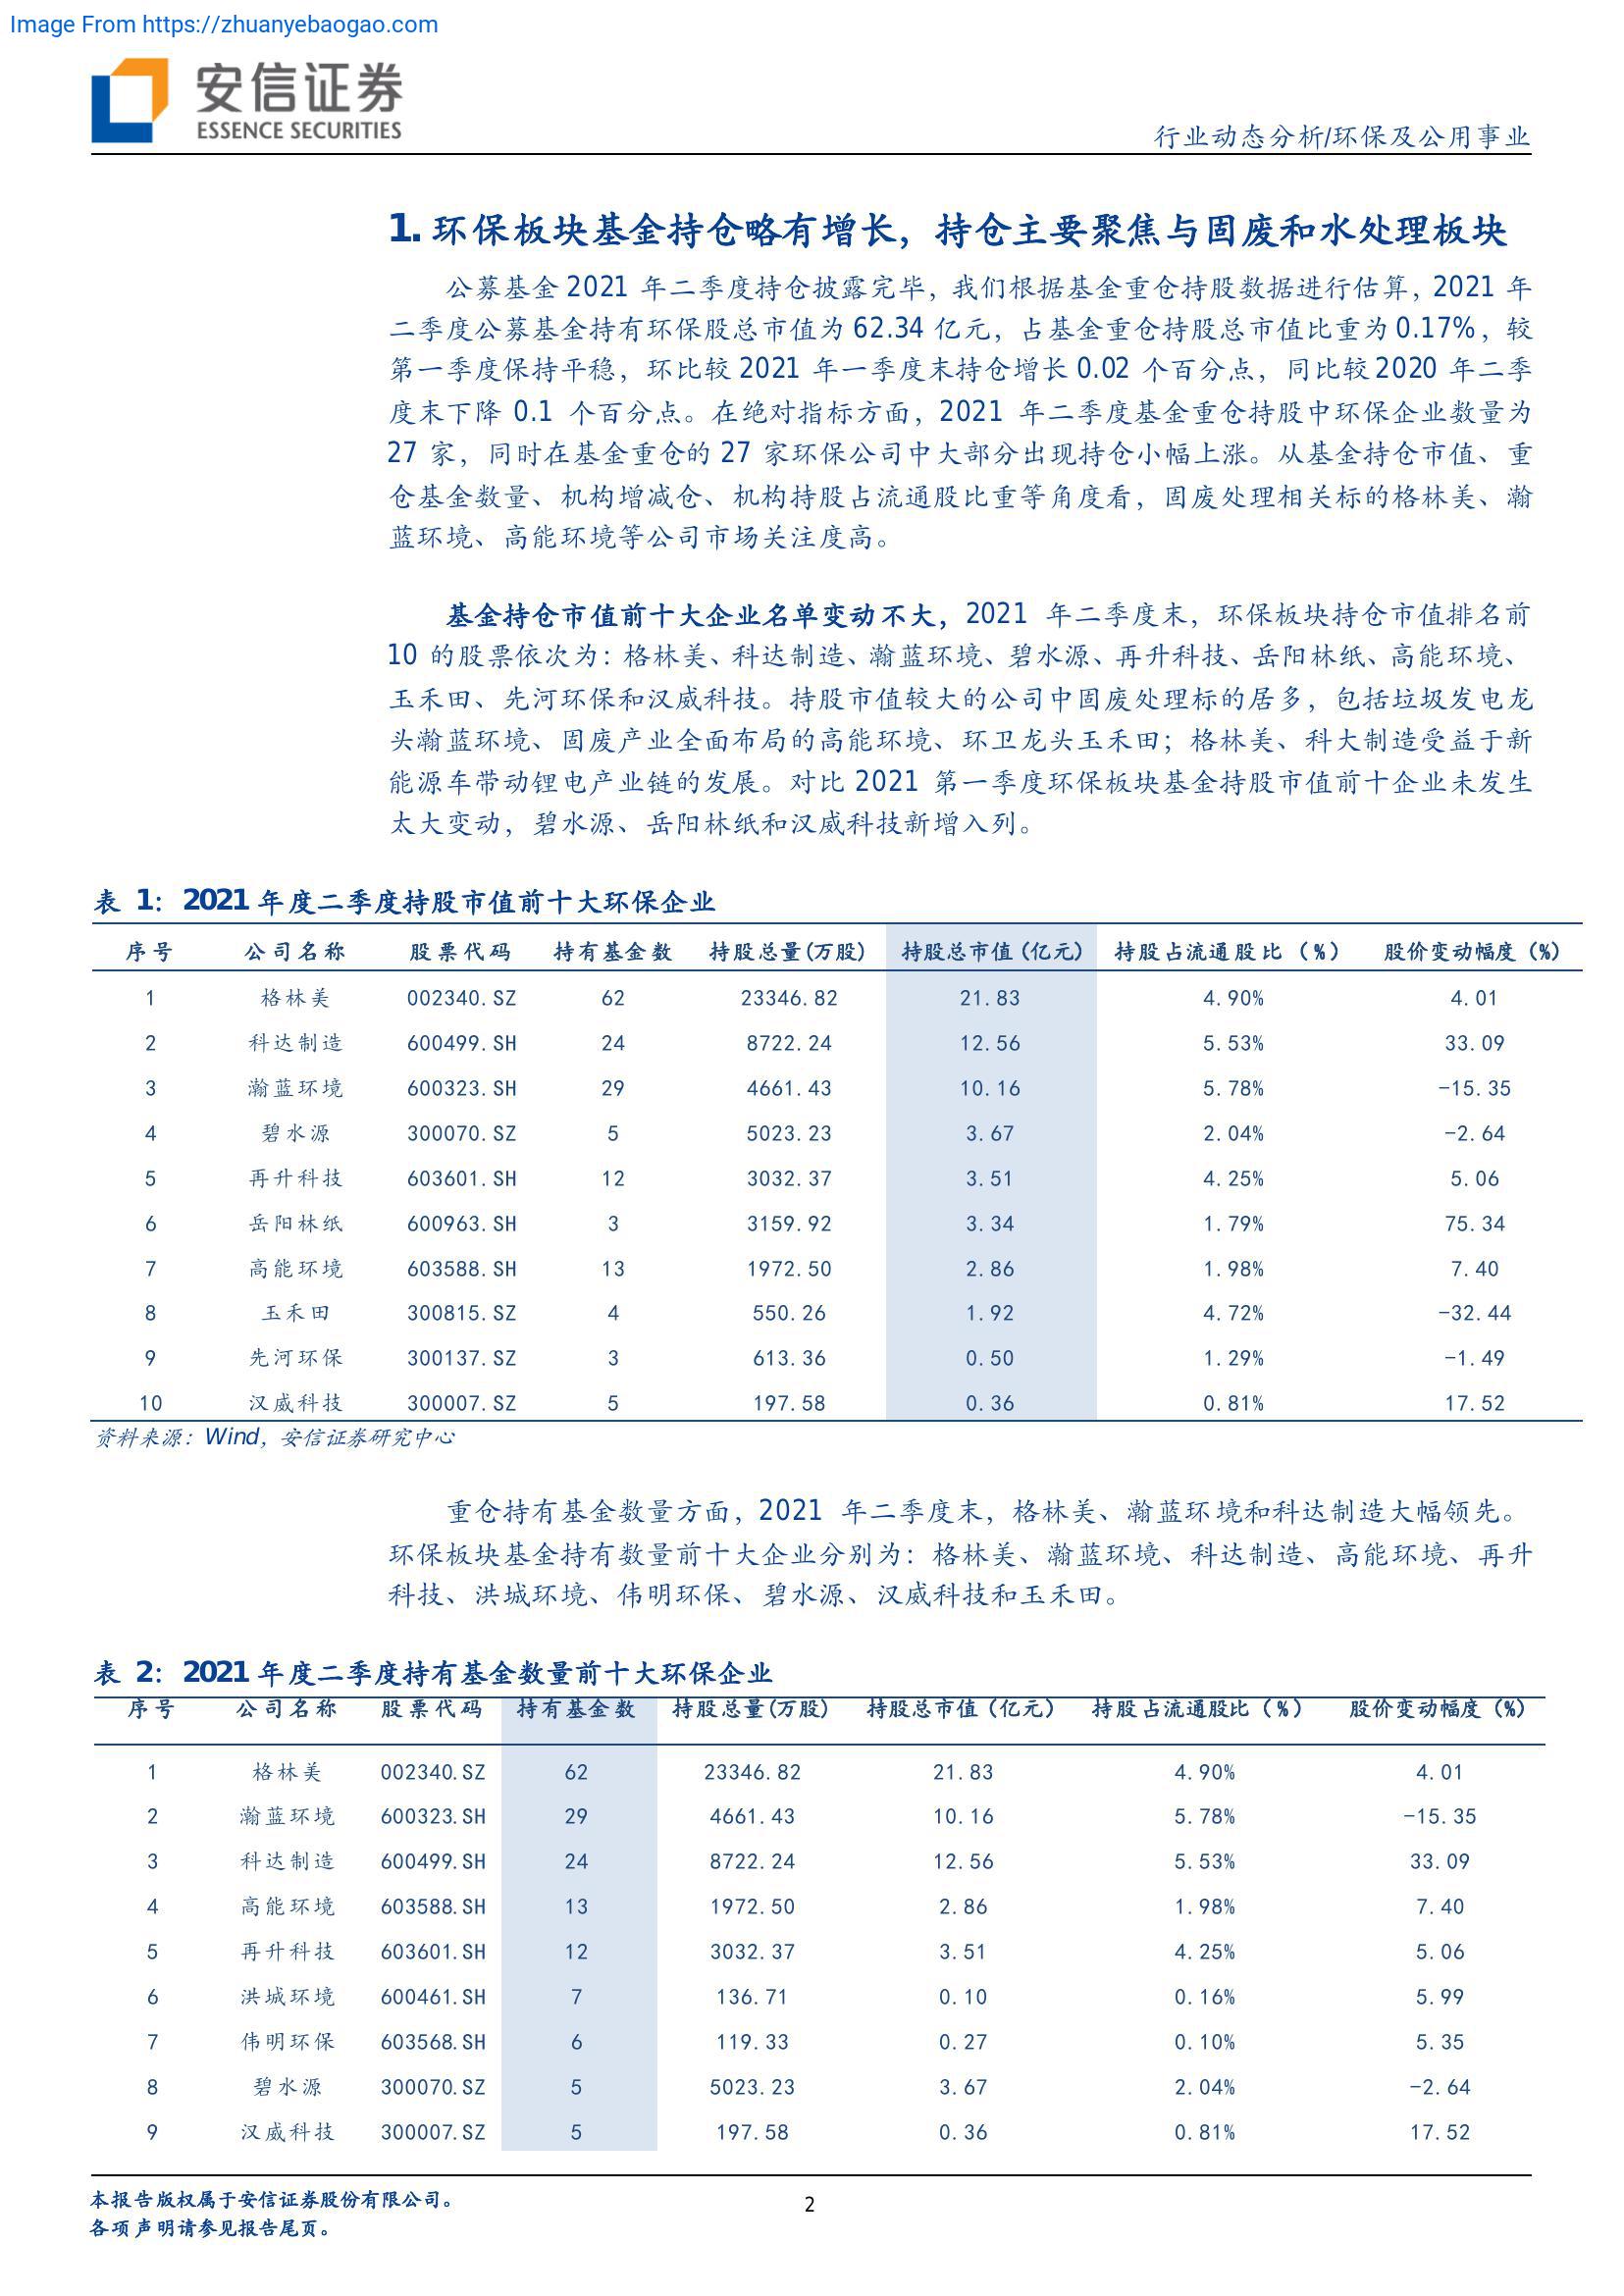 Image From https://zhuanyebaogao.com
安信证券
ESSENCE SECURITIES
行业动态分析/环保及公用事业
1. 环保板块基金持仓略有增长，持仓主要聚焦与固废和水处理板块
公募基金 2021 年二季度持仓披露完毕，我们根据基金重仓持股数据进行估算，2021 年
二季度公募基金持有环保股总市值为 62.34 亿元，占基金重仓持股总市值比重为 0.17%，较
第一季度保持平稳，环比较 2021 年一季度末持仓增长 0.02 个百分点，同比较 2020 年二季
度末下降 0.1 个百分点。在绝对指标方面，2021 年二季度基金重仓持股中环保企业数量为
27 家，同时在基金重仓的 27 家环保公司中大部分出现持仓小幅上涨。从基金持仓市值、重
仓基金数量、机构增减仓、机构持股占流通股比重等角度看，固废处理相关标的格林美、瀚
蓝环境、高能环境等公司市场关注度高。
基金持仓市值前十大企业名单变动不大，2021 年二季度末，环保板块持仓市值排名前
10 的股票依次为：格林美、科达制造、瀚蓝环境、碧水源、再升科技、岳阳林纸、高能环境、
玉禾田、先河环保和汉威科技。持股市值较大的公司中固废处理标的居多，包括垃圾发电龙
头瀚蓝环境、固废产业全面布局的高能环境、环卫龙头玉禾田；格林美、科大制造受益于新
能源车带动锂电产业链的发展。对比 2021 第一季度环保板块基金持股市值前十企业未发生
太大变动，碧水源、岳阳林纸和汉威科技新增入列。
表 1：2021 年度二季度持股市值前十大环保企业
序号 公司名称 股票代码 持有基金数 持股总量(万股) 持股总市值(亿元) 持股占流通股比（%） 股价变动幅度（%）
1 格林美 002340.SZ 62 23346.82 21.83 4.90% 4.01
2 科达制造 600499.SH 24 8722.24 12.56 5.53% 33.09
3 瀚蓝环境 600323.SH 29 4661.43 10.16 5.78% -15.35
4 碧水源 300070.SZ 5 5023.23 3.67 2.04% -2.64
5 再升科技 603601.SH 12 3032.37 3.51 4.25% 5.06
6 岳阳林纸 600963.SH 3 3159.92 3.34 1.79% 75.34
7 高能环境 603588.SH 13 1972.50 2.86 1.98% 7.40
8 玉禾田 300815.SZ 4 550.26 1.92 4.72% -32.44
9 先河环保 300137.SZ 3 613.36 0.50 1.29% -1.49
10 汉威科技 300007.SZ 5 197.58 0.36 0.81% 17.52
资料来源：Wind，安信证券研究中心
重仓持有基金数量方面，2021 年二季度末，格林美、瀚蓝环境和科达制造大幅领先。
环保板块基金持有数量前十大企业分别为：格林美、瀚蓝环境、科达制造、高能环境、再升
科技、洪城环境、伟明环保、碧水源、汉威科技和玉禾田。
表 2：2021 年度二季度持有基金数量前十大环保企业
序号 公司名称 股票代码 持有基金数 持股总量(万股) 持股总市值（亿元） 持股占流通股比（%） 股价变动幅度（%）
1 格林美 002340.SZ 62 23346.82 21.83 4.90% 4.01
2 瀚蓝环境 600323.SH 29 4661.43 10.16 5.78% -15.35
3 科达制造 600499.SH 24 8722.24 12.56 5.53% 33.09
4 高能环境 603588.SH 13 1972.50 2.86 1.98% 7.40
5 再升科技 603601.SH 12 3032.37 3.51 4.25% 5.06
6 洪城环境 600461.SH 7 136.71 0.10 0.16% 5.99
7 伟明环保 603568.SH 6 119.33 0.27 0.10% 5.35
8 碧水源 300070.SZ 5 5023.23 3.67 2.04% -2.64
9 汉威科技 300007.SZ 5 197.58 0.36 0.81% 17.52
本报告版权属于安信证券股份有限公司。
各项声明请参见报告尾页。
2